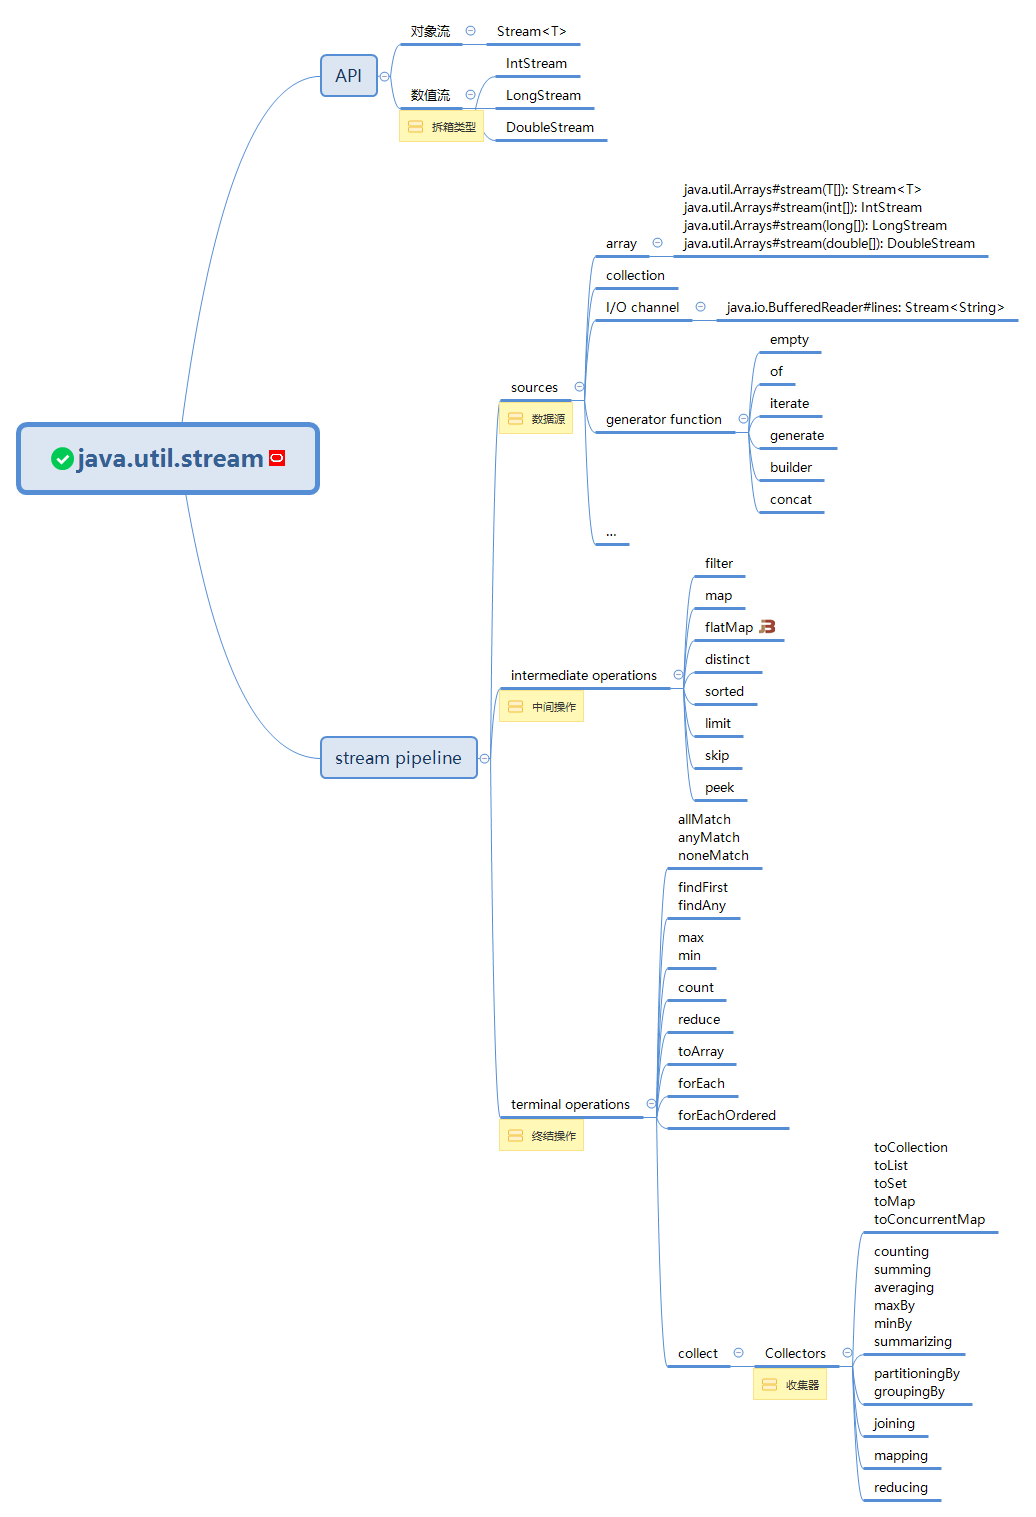 java.util.stream
API
对象流
Stream<T>
数值流
拆箱类型
IntStream
LongStream
DoubleStream
stream pipeline
sources
数据源
array
java.util.Arrays#stream(T[]): Stream<T>
java.util.Arrays#stream(int[]): IntStream
java.util.Arrays#stream(long[]): LongStream
java.util.Arrays#stream(double[]): DoubleStream
collection
I/O channel
java.io.BufferedReader#lines: Stream<String>
generator function
empty
of
iterate
generate
builder
concat
...
intermediate operations
中间操作
filter
map
flatMap
distinct
sorted
limit
skip
peek
terminal operations
终结操作
allMatch
anyMatch
noneMatch
findFirst
findAny
max
min
count
reduce
toArray
forEach
forEachOrdered
collect
Collectors
收集器
toCollection
toList
toSet
toMap
toConcurrentMap
counting
summing
averaging
maxBy
minBy
summarizing
partitioningBy
groupingBy
joining
mapping
reducing